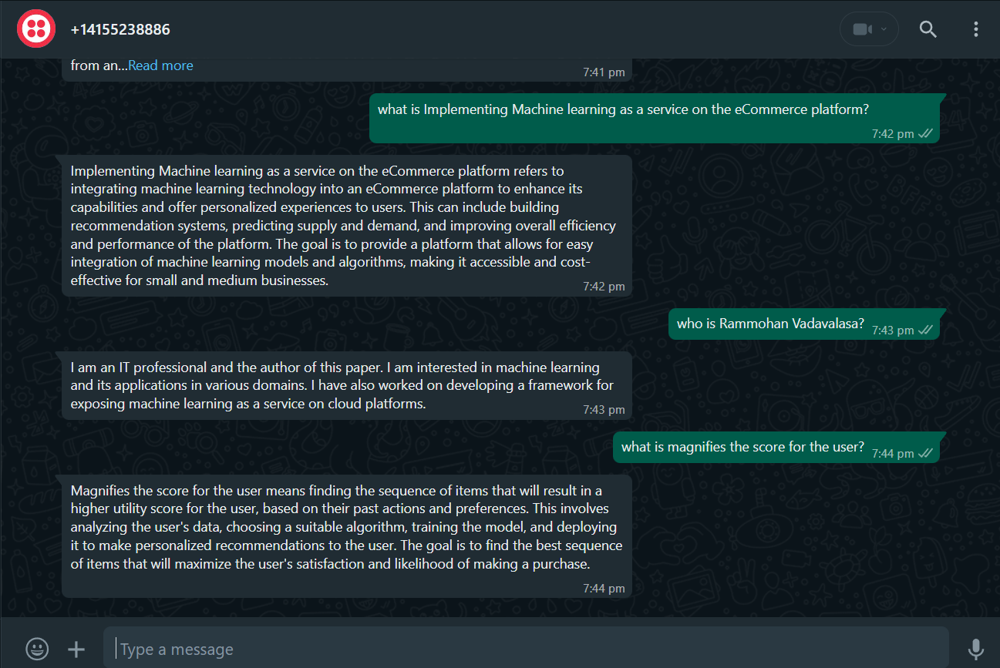 +14155238886
from an...Read more
7:41 pm
what is Implementing Machine learning as a service on the eCommerce platform?
7:42 pm
Implementing Machine learning as a service on the eCommerce platform refers to
integrating machine learning technology into an eCommerce platform to enhance its
capabilities and offer personalized experiences to users. This can include building
recommendation systems, predicting supply and demand, and improving overall efficiency
and performance of the platform. The goal is to provide a platform that allows for easy
integration of machine learning models and algorithms, making it accessible and cost-
effective for small and medium businesses.
7:42 pm
who is Rammohan Vadavalasa? 7:43 pm
I am an IT professional and the author of this paper. I am interested in machine learning
and its applications in various domains. I have also worked on developing a framework for
exposing machine learning as a service on cloud platforms.
7:43 pm
what is magnifies the score for the user? 7:44 pm
Magnifies the score for the user means finding the sequence of items that will result in a
higher utility score for the user, based on their past actions and preferences. This involves
analyzing the user's data, choosing a suitable algorithm, training the model, and deploying
it to make personalized recommendations to the user. The goal is to find the best sequence
of items that will maximize the user's satisfaction and likelihood of making a purchase.
7:44 pm
Type a message